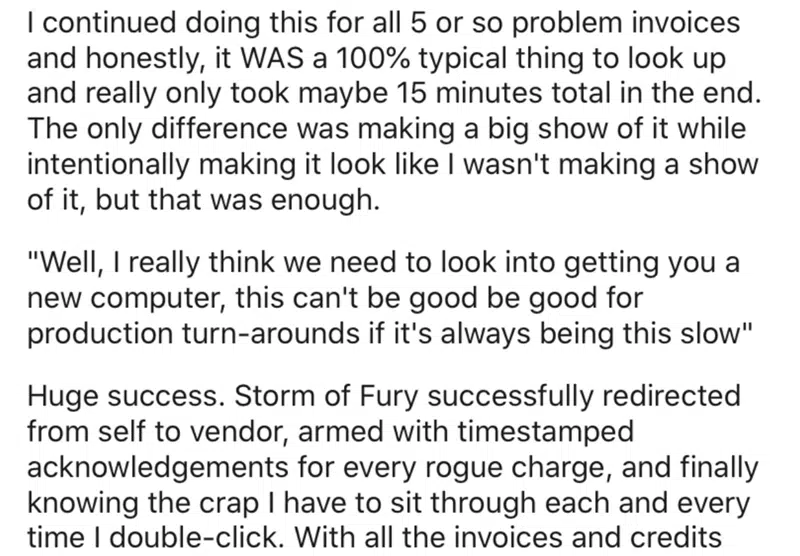 I continued doing this for all 5 or so problem invoices
and honestly, it WAS a 100% typical thing to look up
and really only took maybe 15 minutes total in the end.
The only difference was making a big show of it while
intentionally making it look like I wasn't making a show
of it, but that was enough.
"Well, I really think we need to look into getting you a
new computer, this can't be good be good for
production turn-arounds if it's always being this slow"
Huge success. Storm of Fury successfully redirected
from self to vendor, armed with timestamped
acknowledgements for every rogue charge, and finally
knowing the crap I have to sit through each and every
time I double-click. With all the invoices and credits